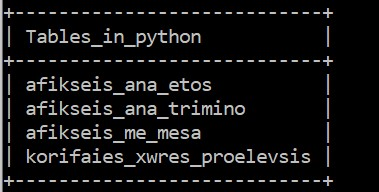 +----------------------------+
| Tables_in_python           |
+----------------------------+
| afikseis_ana_etos          |
| afikseis_ana_trimino       |
| afikseis_me_mesa           |
| korifaies_xwres_proelevsis |
+----------------------------+